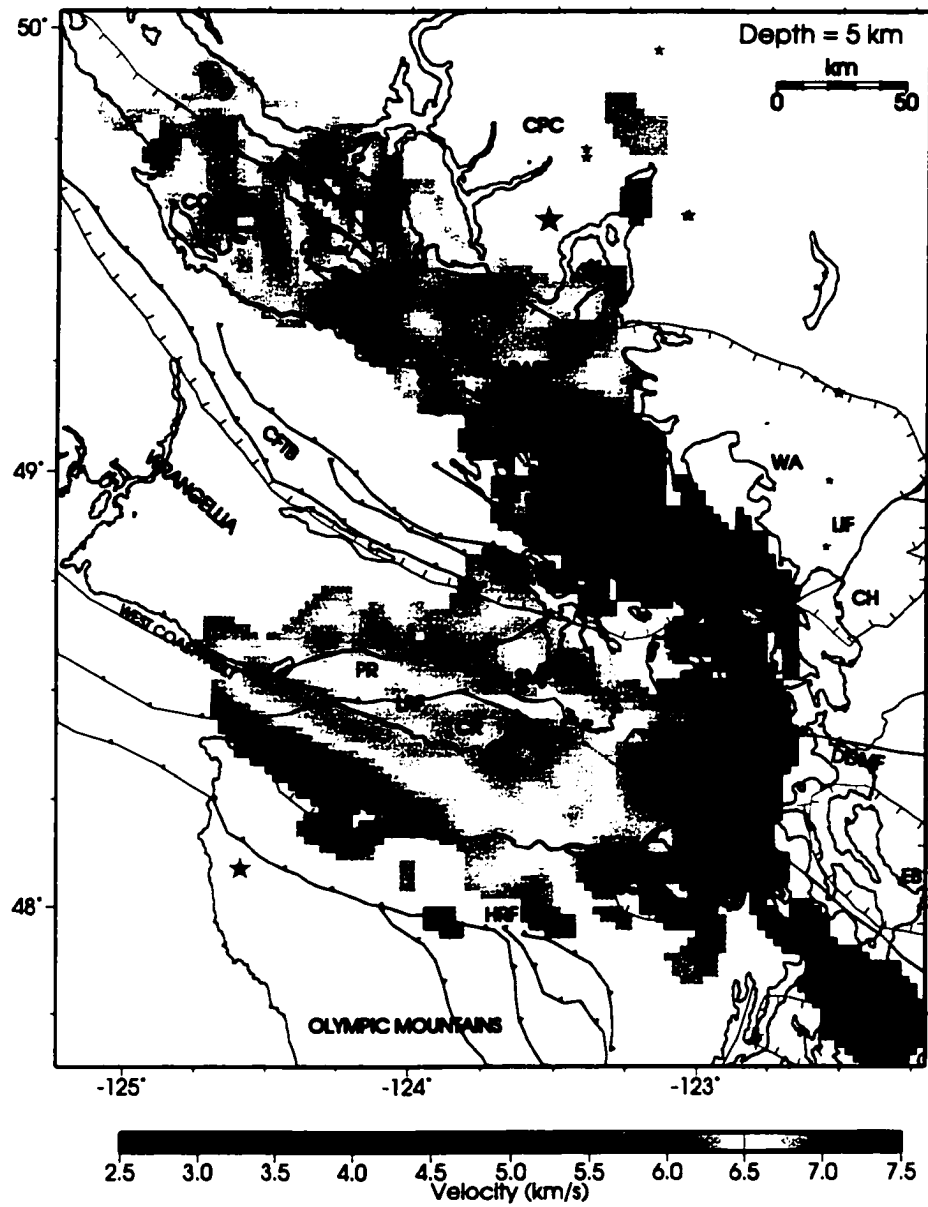 50°
Depth = 5 km
km
0 50
CPC
CFTB
49°
WA
WRANGELLIA
IJF
CH
WEST COAST
PR
DDMF
EB
48°
HRF
OLYMPIC MOUNTAINS
-125° -124° -123°
2.5 3.0 3.5 4.0 4.5 5.0 5.5 6.0 6.5 7.0 7.5
Velocity (km/s)